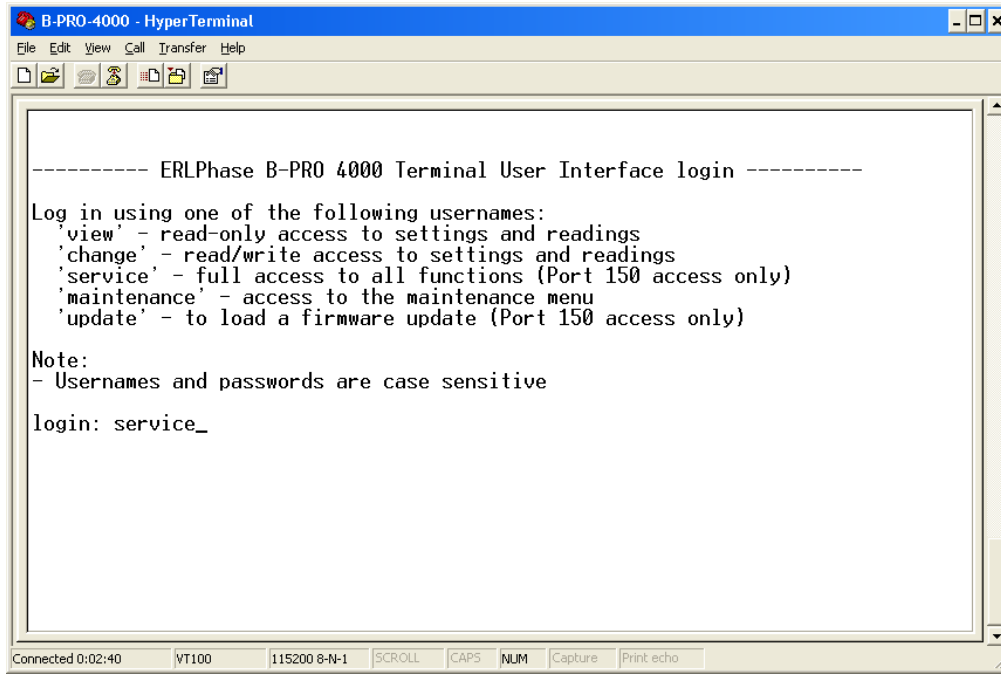 B-PRO-4000 - HyperTerminal
File Edit View Call Transfer Help
---------- ERLPhase B-PRO 4000 Terminal User Interface login ----------
Log in using one of the following usernames:
'view' - read-only access to settings and readings
'change' - read/write access to settings and readings
'service' - full access to all functions (Port 150 access only)
'maintenance' - access to the maintenance menu
'update' - to load a firmware update (Port 150 access only)
Note:
- Usernames and passwords are case sensitive
login: service_
Connected 0:02:40 VT100 115200 8-N-1 SCROLL CAPS NUM Capture Print echo